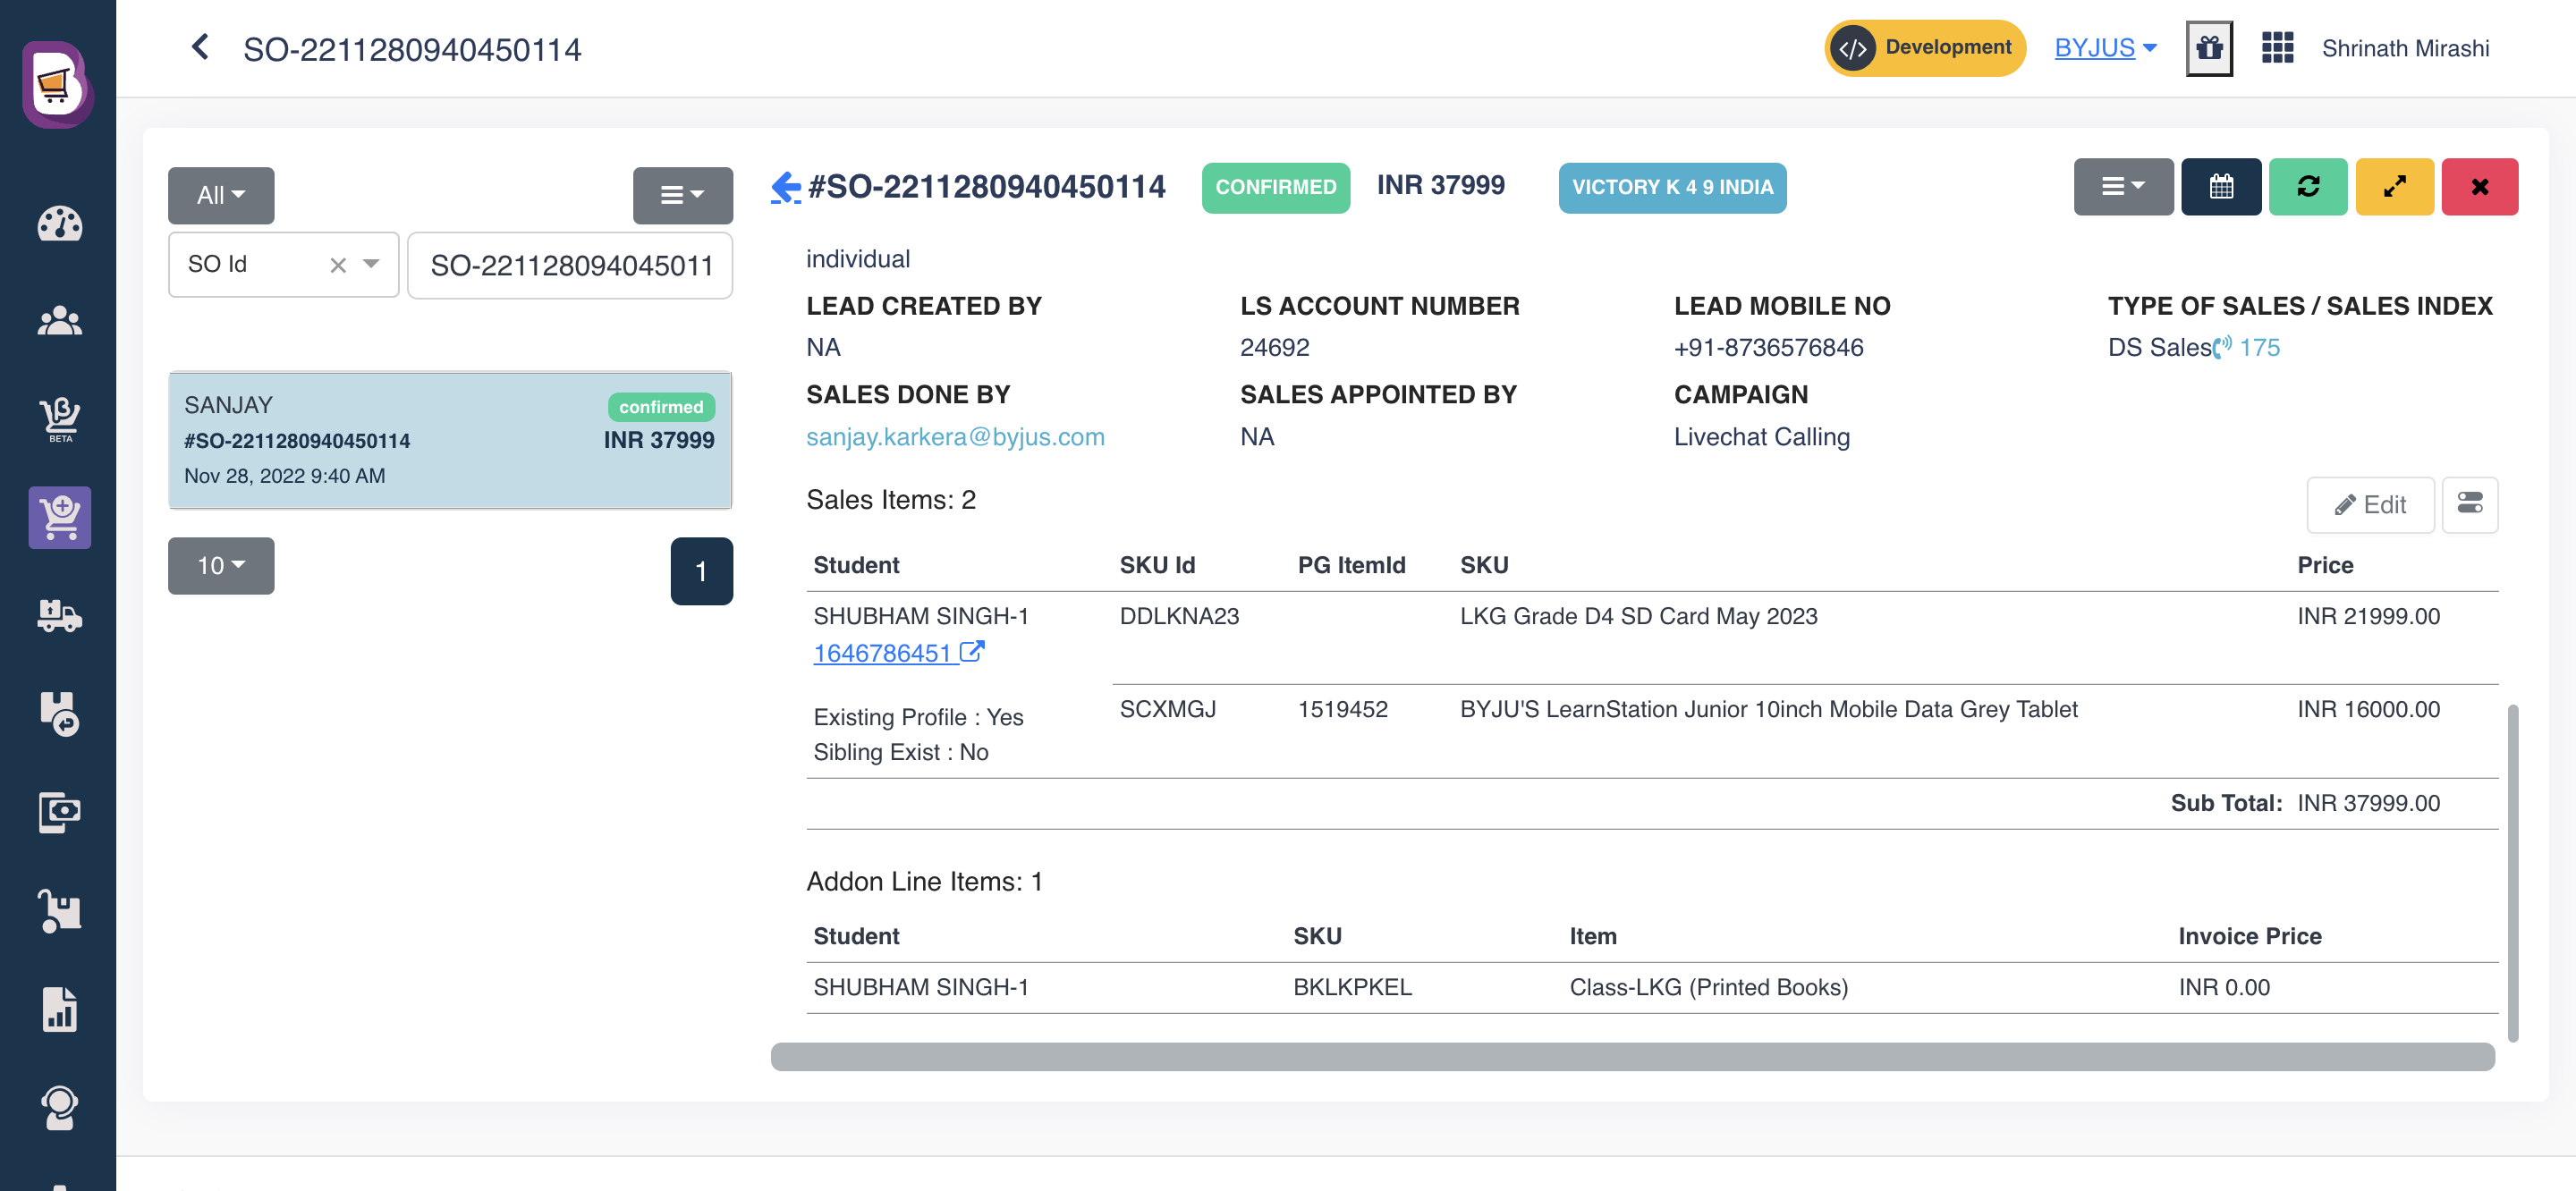 SO-2211280940450114
Development
BYJUS
Shrinath Mirashi
BETA
All
SO Id
SO-221128094045011
SANJAY
confirmed
#SO-2211280940450114
INR 37999
Nov 28, 2022 9:40 AM
10
1
#SO-2211280940450114
CONFIRMED
INR 37999
VICTORY K 4 9 INDIA
individual
LEAD CREATED BY
NA
LS ACCOUNT NUMBER
24692
LEAD MOBILE NO
+91-8736576846
TYPE OF SALES / SALES INDEX
DS Sales 175
SALES DONE BY
sanjay.karkera@byjus.com
SALES APPOINTED BY
NA
CAMPAIGN
Livechat Calling
Sales Items: 2
Edit
Student SKU Id PG ItemId SKU Price
SHUBHAM SINGH-1 DDLKNA23 LKG Grade D4 SD Card May 2023 INR 21999.00
1646786451
SCXMGJ 1519452 BYJU'S LearnStation Junior 10inch Mobile Data Grey Tablet INR 16000.00
Existing Profile : Yes
Sibling Exist : No
Sub Total: INR 37999.00
Addon Line Items: 1
Student SKU Item Invoice Price
SHUBHAM SINGH-1 BKLKPKEL Class-LKG (Printed Books) INR 0.00